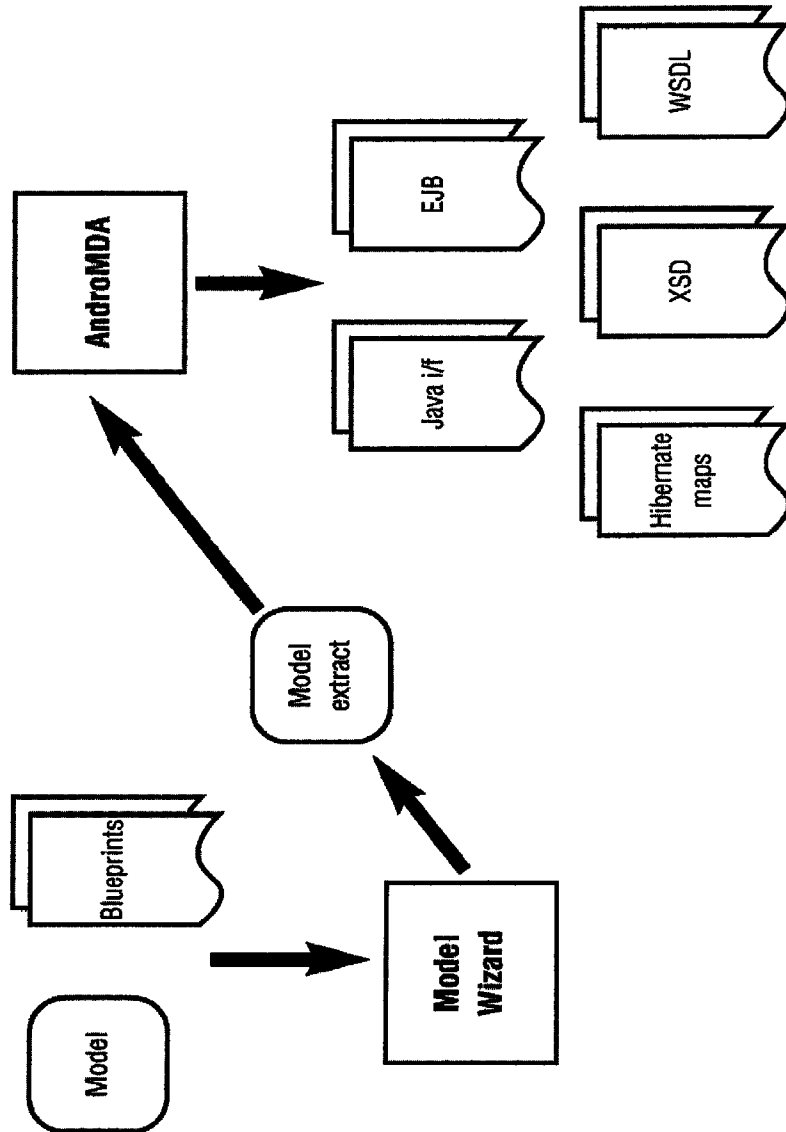 Model
Blueprints
Model
Wizard
Model
extract
AndroMDA
Java i/f
EJB
Hibernate
maps
XSD
WSDL